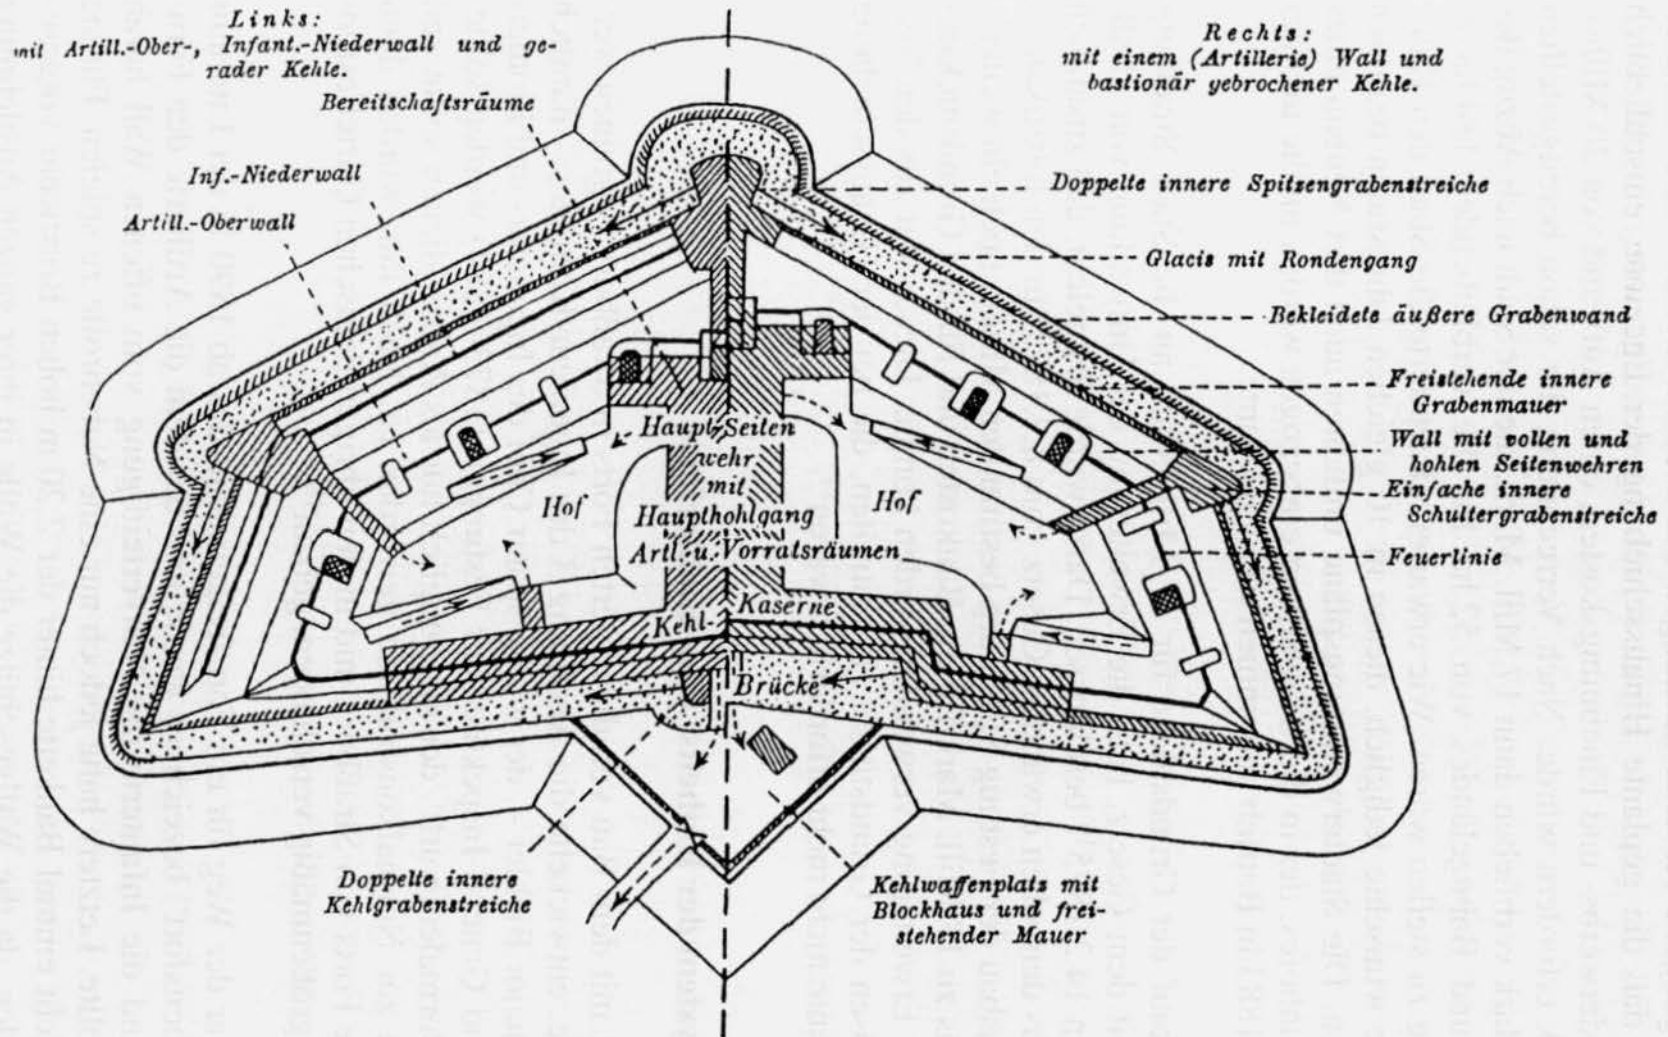 Links:
mit Artill.-Ober-, Infant.-Niederwall und ge-
rader Kehle.
Rechts:
mit einem (Artillerie) Wall und
bastionär gebrochener Kehle.
Bereitschaftsräume
Inf.-Niederwall
Artill.-Oberwall
Doppelte innere Spitzengrabenstreiche
Glacis mit Rondengang
Bekleidete äußere Grabenwand
Freistehende innere
Grabenmauer
Wall mit vollen und
hohlen Seitenwehren
Einfache innere
Schultergrabenstreiche
Feuerlinie
Haupt-Seiten
wehr
mit
Haupthohlgang
Artl.-u. Vorratsräumen
Hof
Hof
Kehl-
Kaserne
Brücke
Doppelte innere
Kehlgrabenstreiche
Kehlwaffenplatz mit
Blockhaus und frei-
stehender Mauer